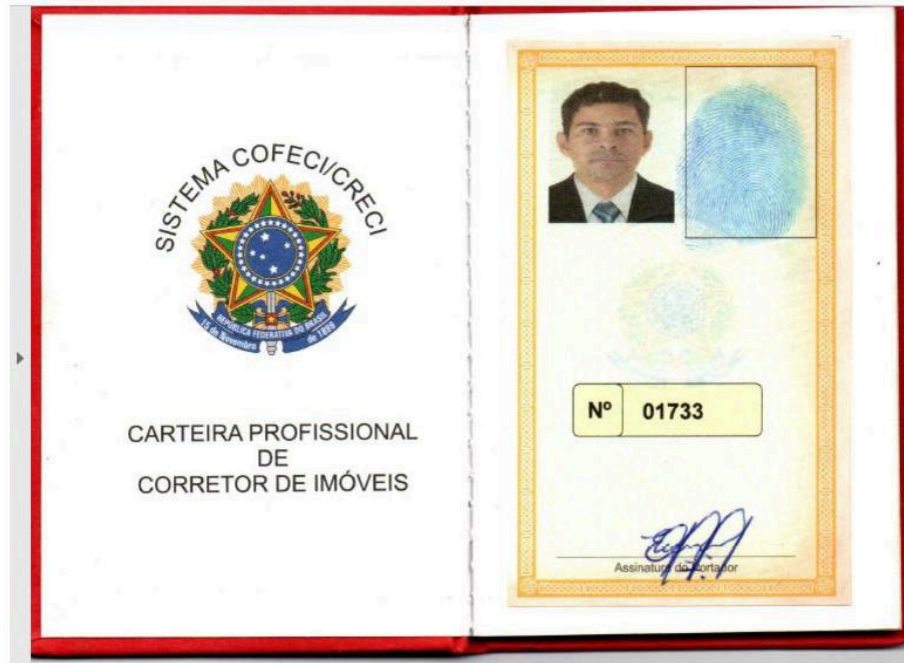 SISTEMA COFECI/CRECI
REPÚBLICA FEDERATIVA DO BRASIL
15 de Novembro de 1889
CARTEIRA PROFISSIONAL
DE
CORRETOR DE IMÓVEIS
Nº 01733
Assinatura do Portador